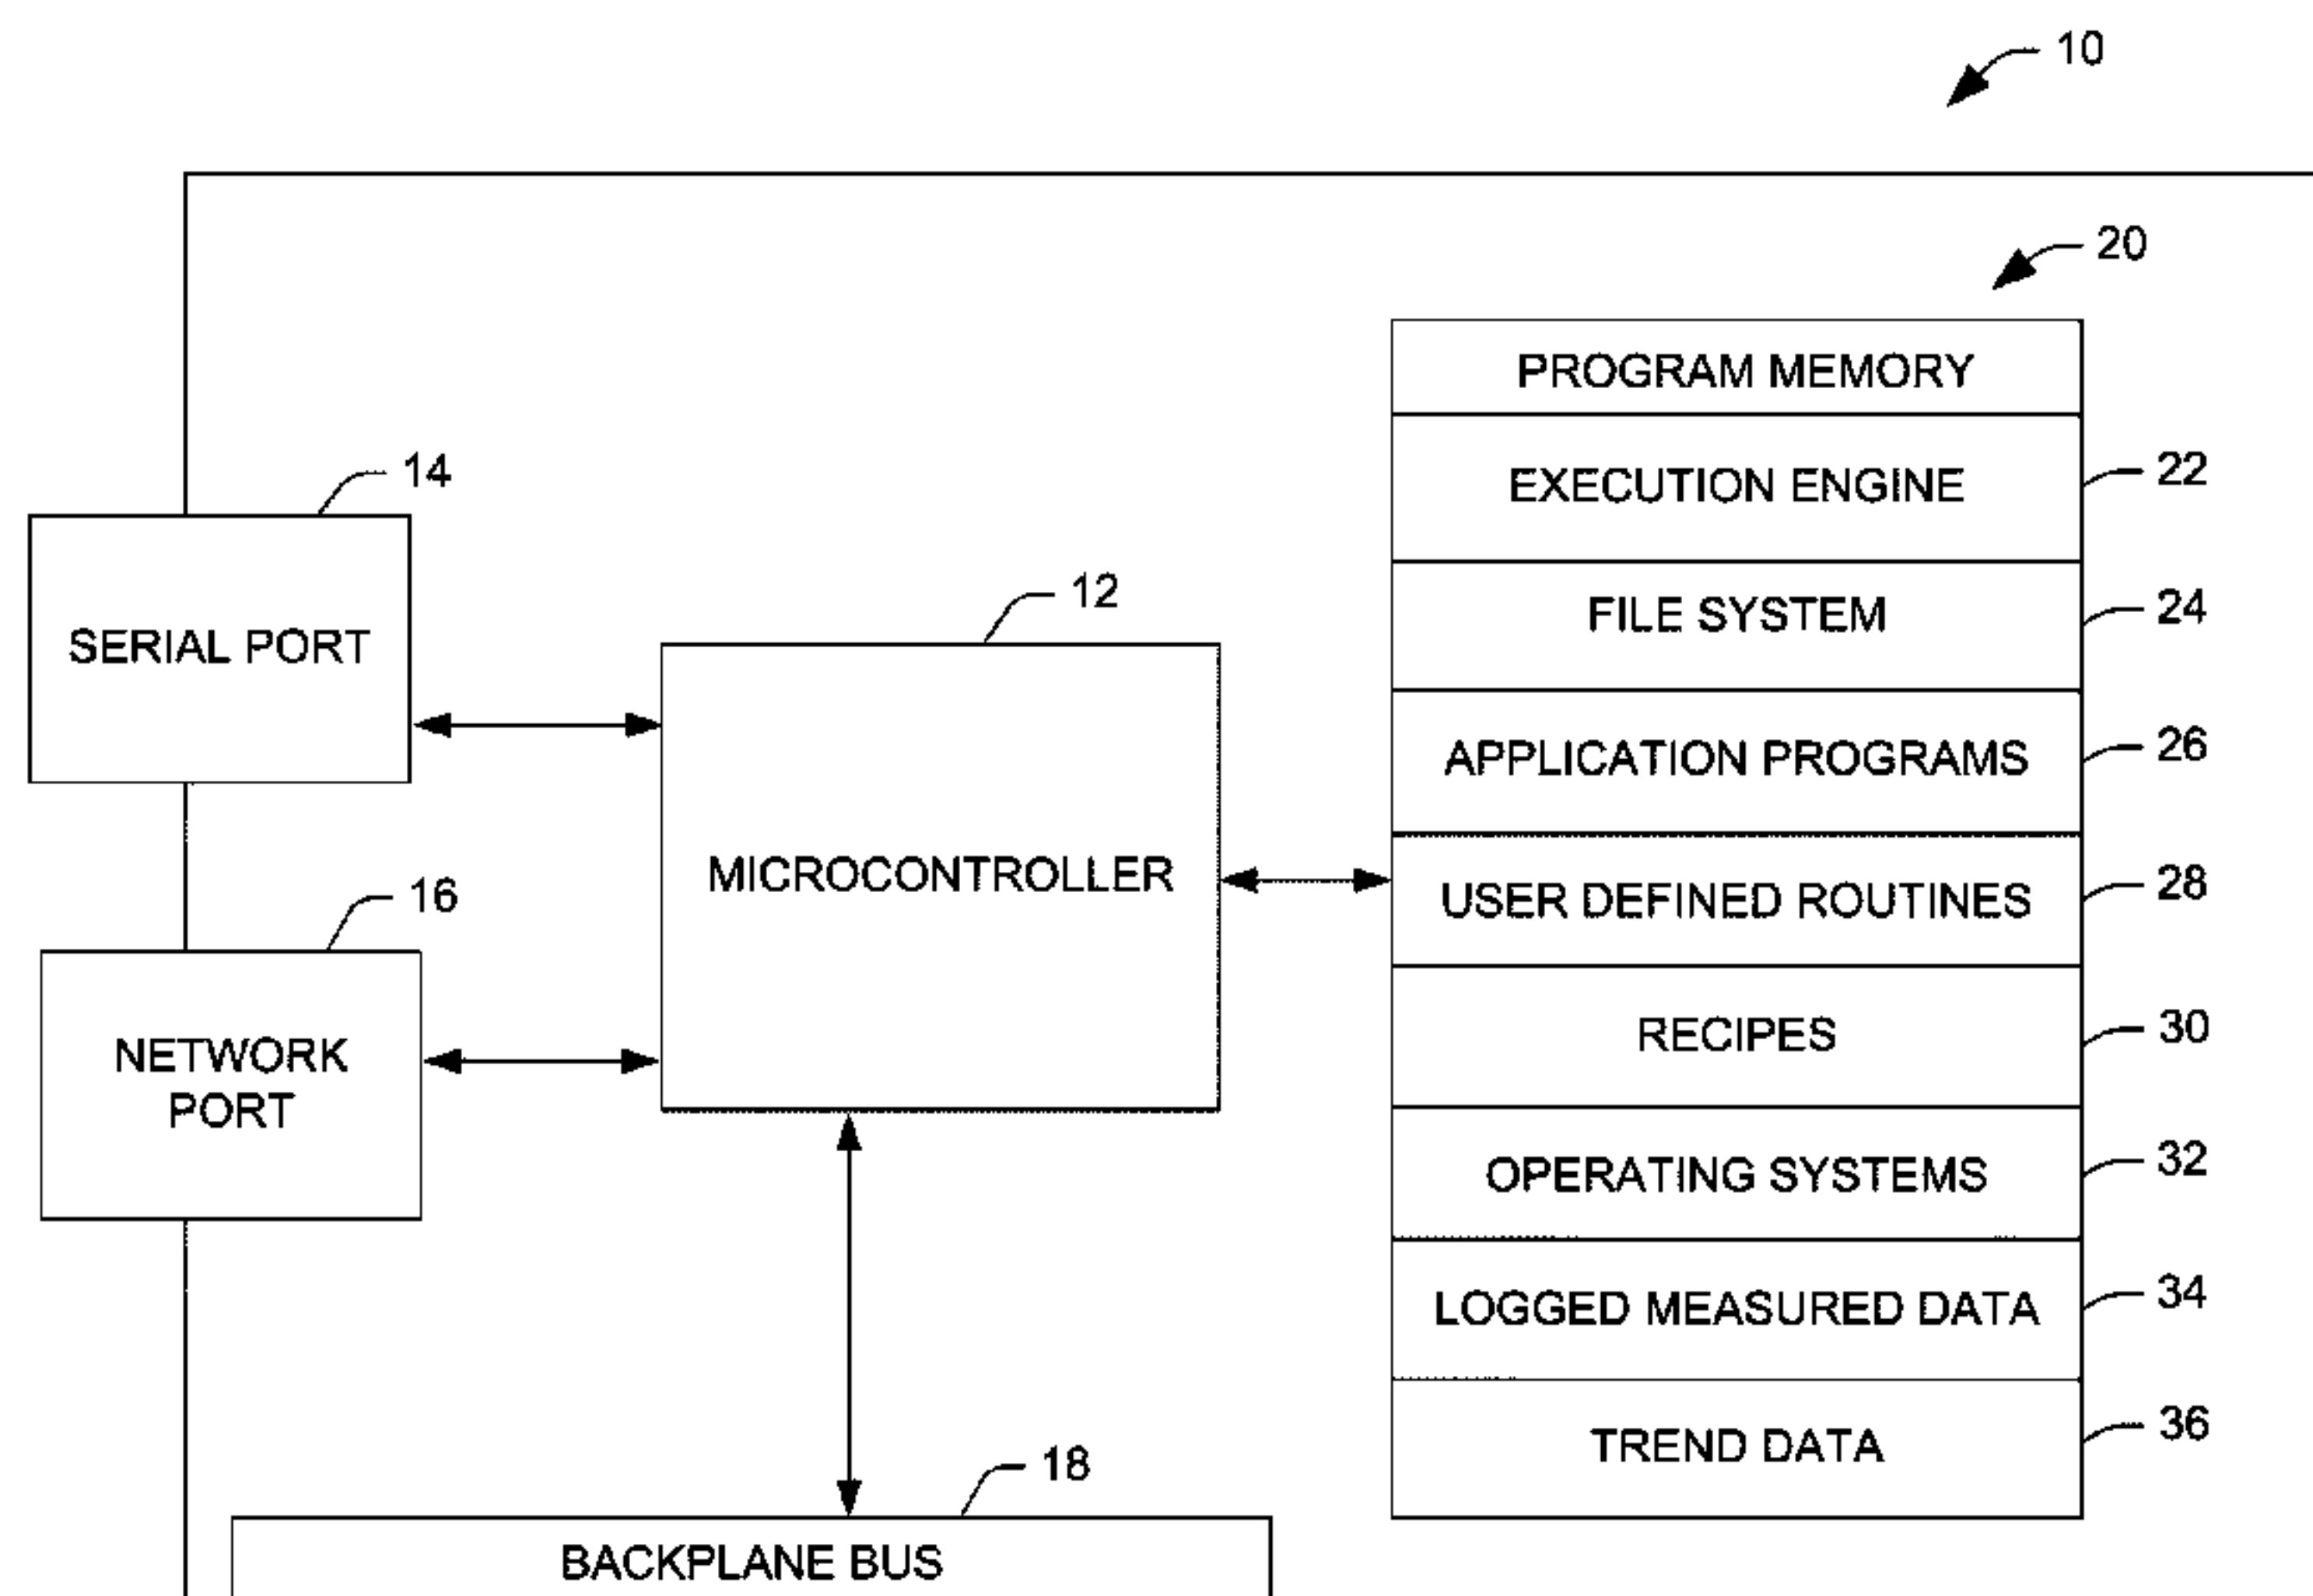 10
20
PROGRAM MEMORY
14
EXECUTION ENGINE
22
SERIAL PORT
12
FILE SYSTEM
24
APPLICATION PROGRAMS
26
MICROCONTROLLER
16
USER DEFINED ROUTINES
28
NETWORK
PORT
RECIPES
30
OPERATING SYSTEMS
32
LOGGED MEASURED DATA
34
TREND DATA
36
18
BACKPLANE BUS